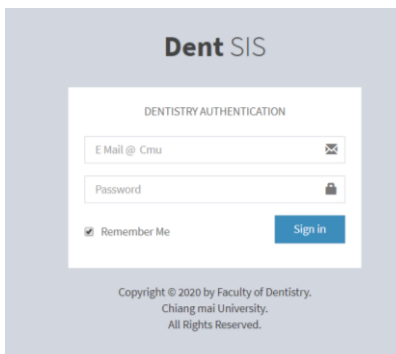 Dent SIS
DENTISTRY AUTHENTICATION
E Mail @ Cmu
Password
Remember Me
Sign in
Copyright © 2020 by Faculty of Dentistry.
Chiang mai University.
All Rights Reserved.